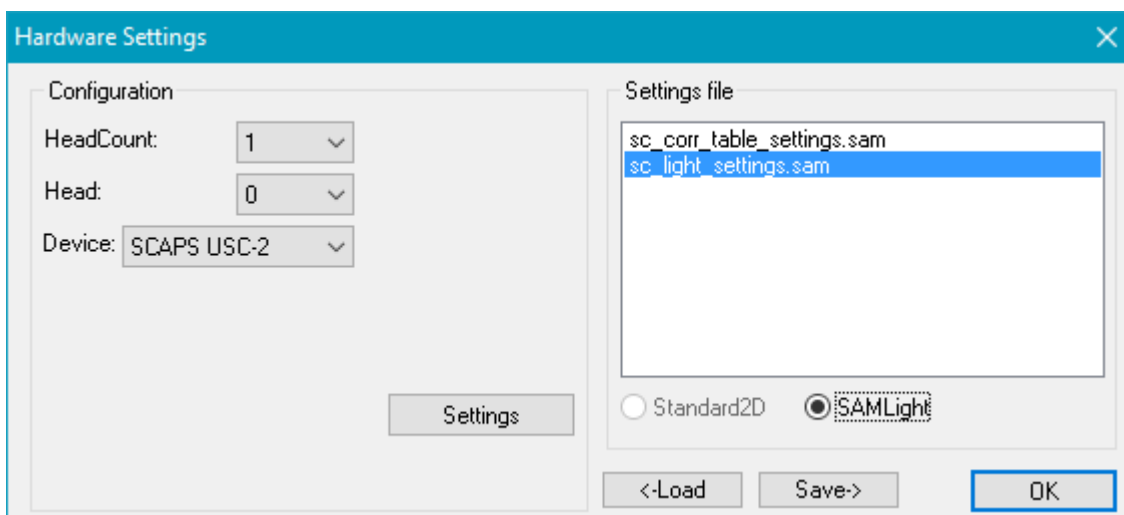 Hardware Settings
Configuration
HeadCount: 1
Head: 0
Device: SCAPS USC-2
Settings
Settings file
sc_corr_table_settings.sam
sc_light_settings.sam
Standard2D SAMLight
<-Load Save-> OK